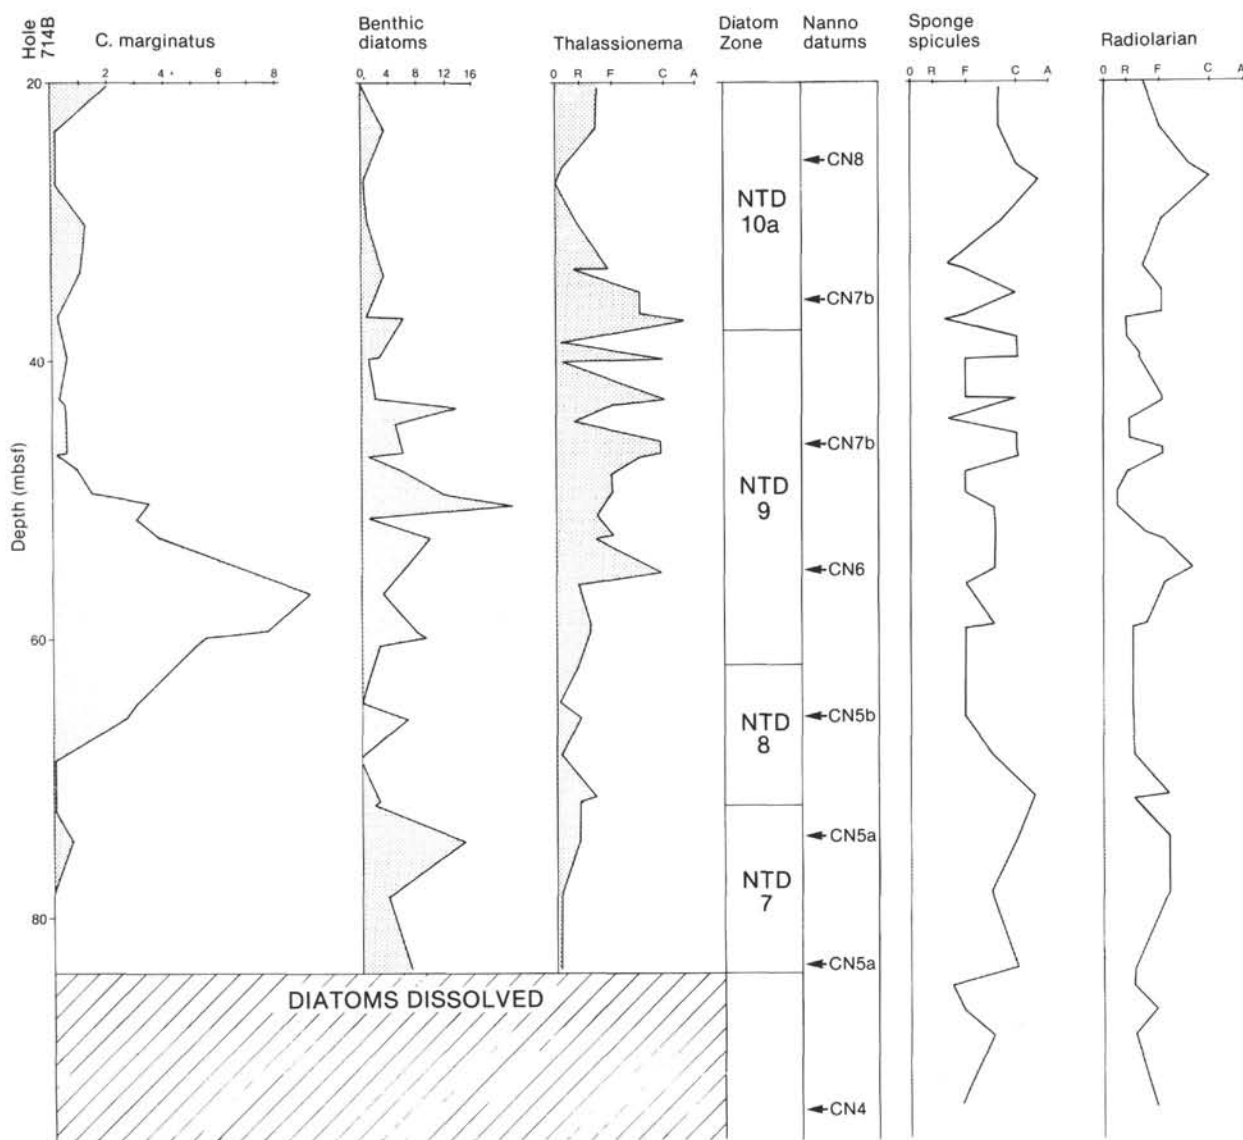 Hole 714B
C. marginatus
Benthic diatoms
Thalassionema
Diatom Zone
Nanno datums
Sponge spicules
Radiolarian
2 4 6 8
0 4 8 12 16
0 R F C A
0 R F C A
0 R F C A
20
40
60
80
Depth (mbsf)
NTD 10a
NTD 9
NTD 8
NTD 7
CN8
CN7b
CN7b
CN6
CN5b
CN5a
CN5a
CN4
DIATOMS DISSOLVED